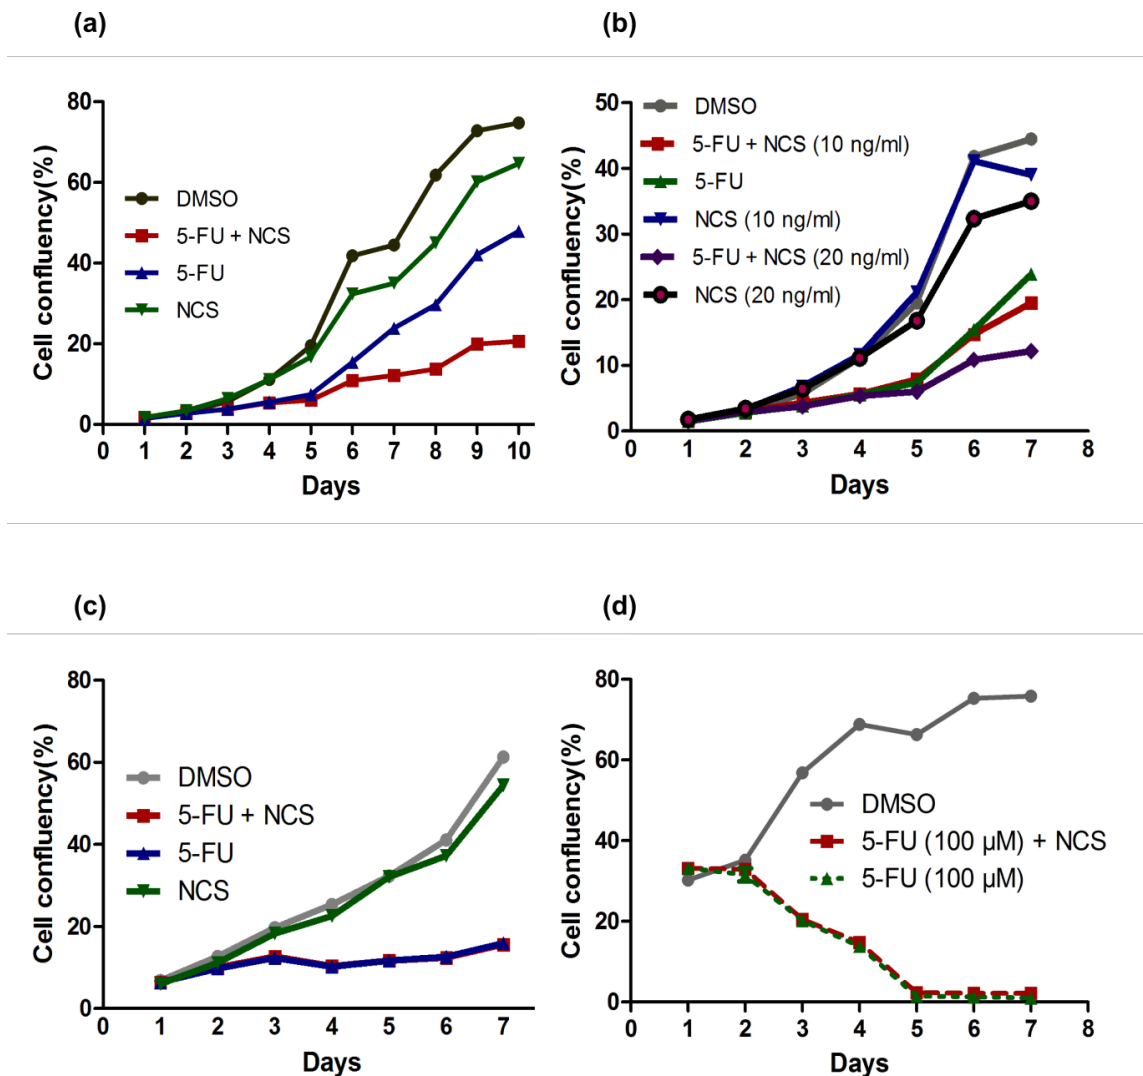 (a)
80
60
40
20
0
Cell confluency(%)
DMSO
5-FU + NCS
5-FU
NCS
0 1 2 3 4 5 6 7 8 9 10
Days
(b)
50
40
30
20
10
0
Cell confluency(%)
DMSO
5-FU + NCS (10 ng/ml)
5-FU
NCS (10 ng/ml)
5-FU + NCS (20 ng/ml)
NCS (20 ng/ml)
0 1 2 3 4 5 6 7 8
Days
(c)
80
60
40
20
0
Cell confluency(%)
DMSO
5-FU + NCS
5-FU
NCS
0 1 2 3 4 5 6 7
Days
(d)
80
60
40
20
0
Cell confluency(%)
DMSO
5-FU (100 µM) + NCS
5-FU (100 µM)
0 1 2 3 4 5 6 7 8
Days